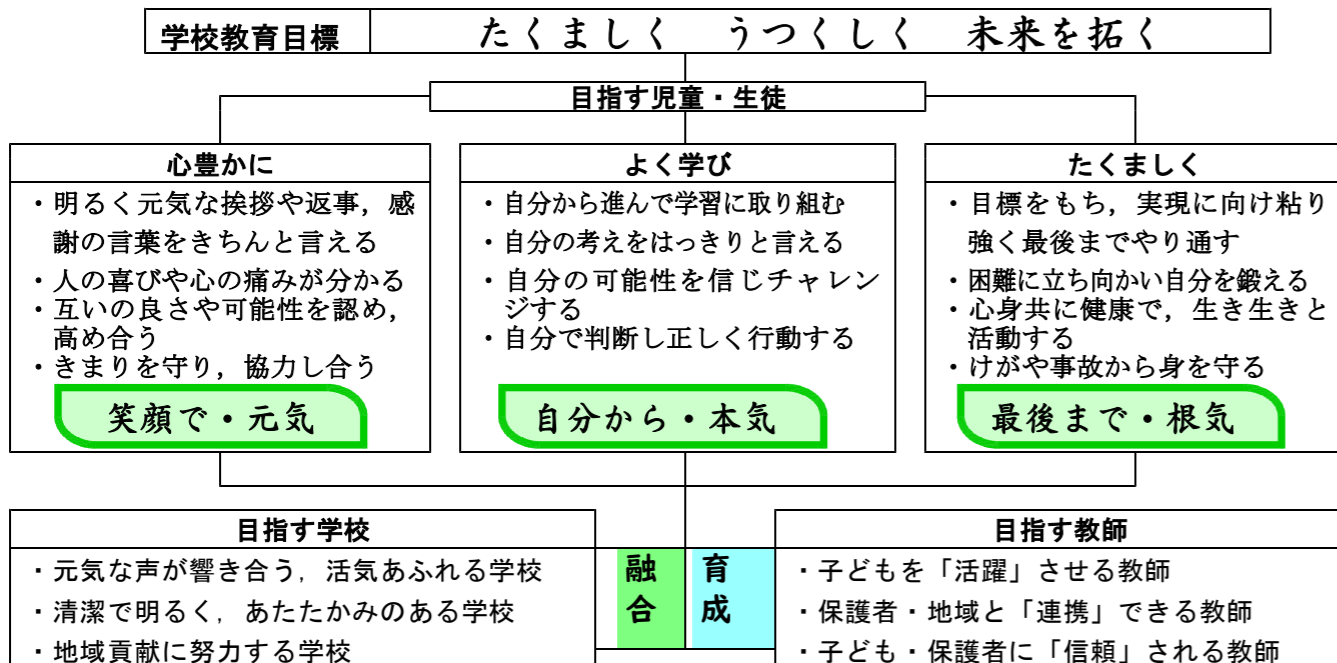 学校教育目標 たくましく うつくしく 未来を拓く
目指す児童・生徒
心豊かに
・明るく元気な挨拶や返事，感
謝の言葉をきちんと言える
・人の喜びや心の痛みが分かる
・互いの良さや可能性を認め，
高め合う
・きまりを守り，協力し合う
笑顔で・元気
よく学び
・自分から進んで学習に取り組む
・自分の考えをはっきりと言える
・自分の可能性を信じチャレン
ジする
・自分で判断し正しく行動する
自分から・本気
たくましく
・目標をもち，実現に向け粘り
強く最後までやり通す
・困難に立ち向かい自分を鍛える
・心身共に健康で，生き生きと
活動する
・けがや事故から身を守る
最後まで・根気
目指す学校
・元気な声が響き合う，活気あふれる学校
・清潔で明るく，あたたかみのある学校
・地域貢献に努力する学校
融合
育成
目指す教師
・子どもを「活躍」させる教師
・保護者・地域と「連携」できる教師
・子ども・保護者に「信頼」される教師